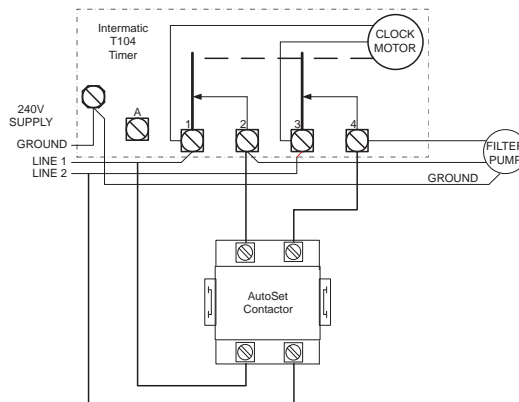 Intermatic
T104
Timer
CLOCK
MOTOR
240V
SUPPLY
A
1
2
3
4
GROUND
LINE 1
LINE 2
FILTER
PUMP
GROUND
AutoSet
Contactor